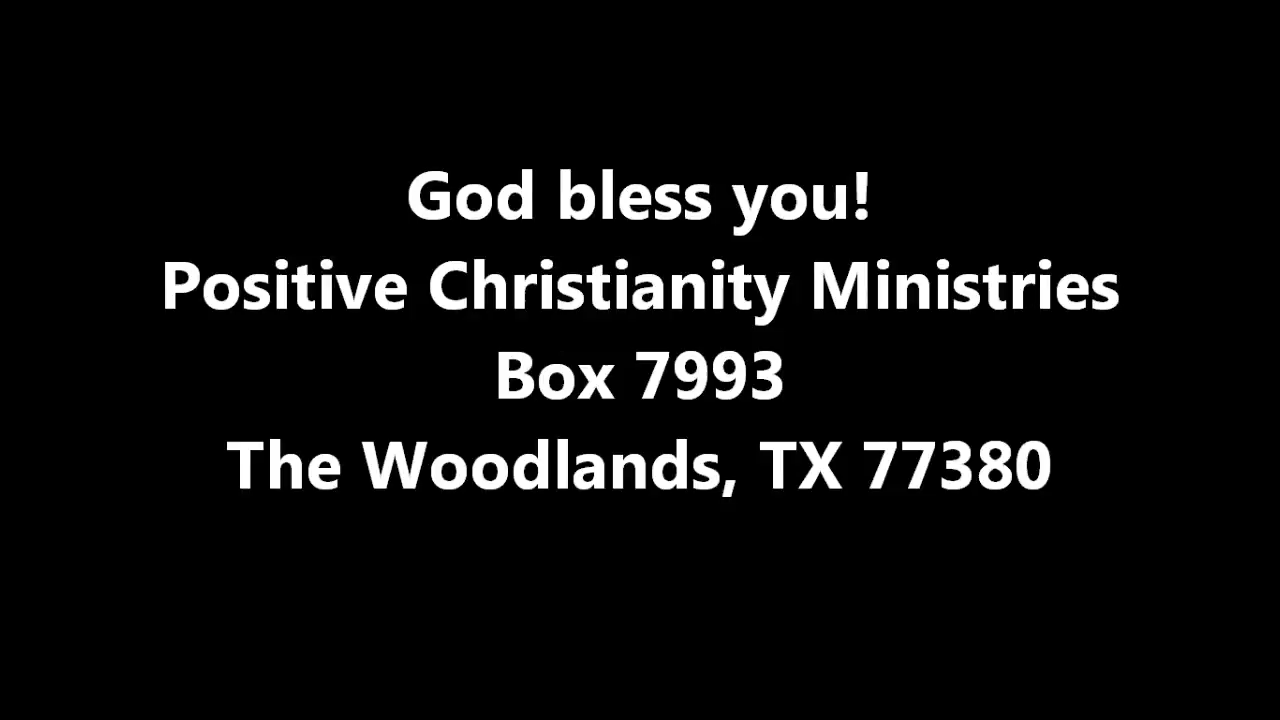 God bless you!
Positive Christianity Ministries
Box 7993
The Woodlands, TX 77380